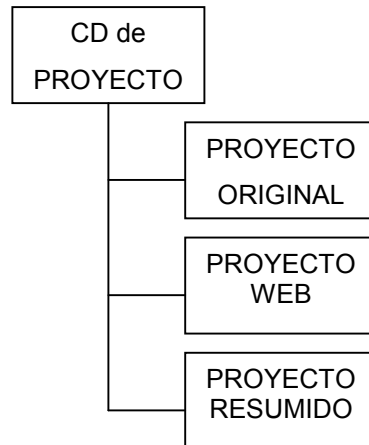 CD de
PROYECTO
PROYECTO
ORIGINAL
PROYECTO
WEB
PROYECTO
RESUMIDO